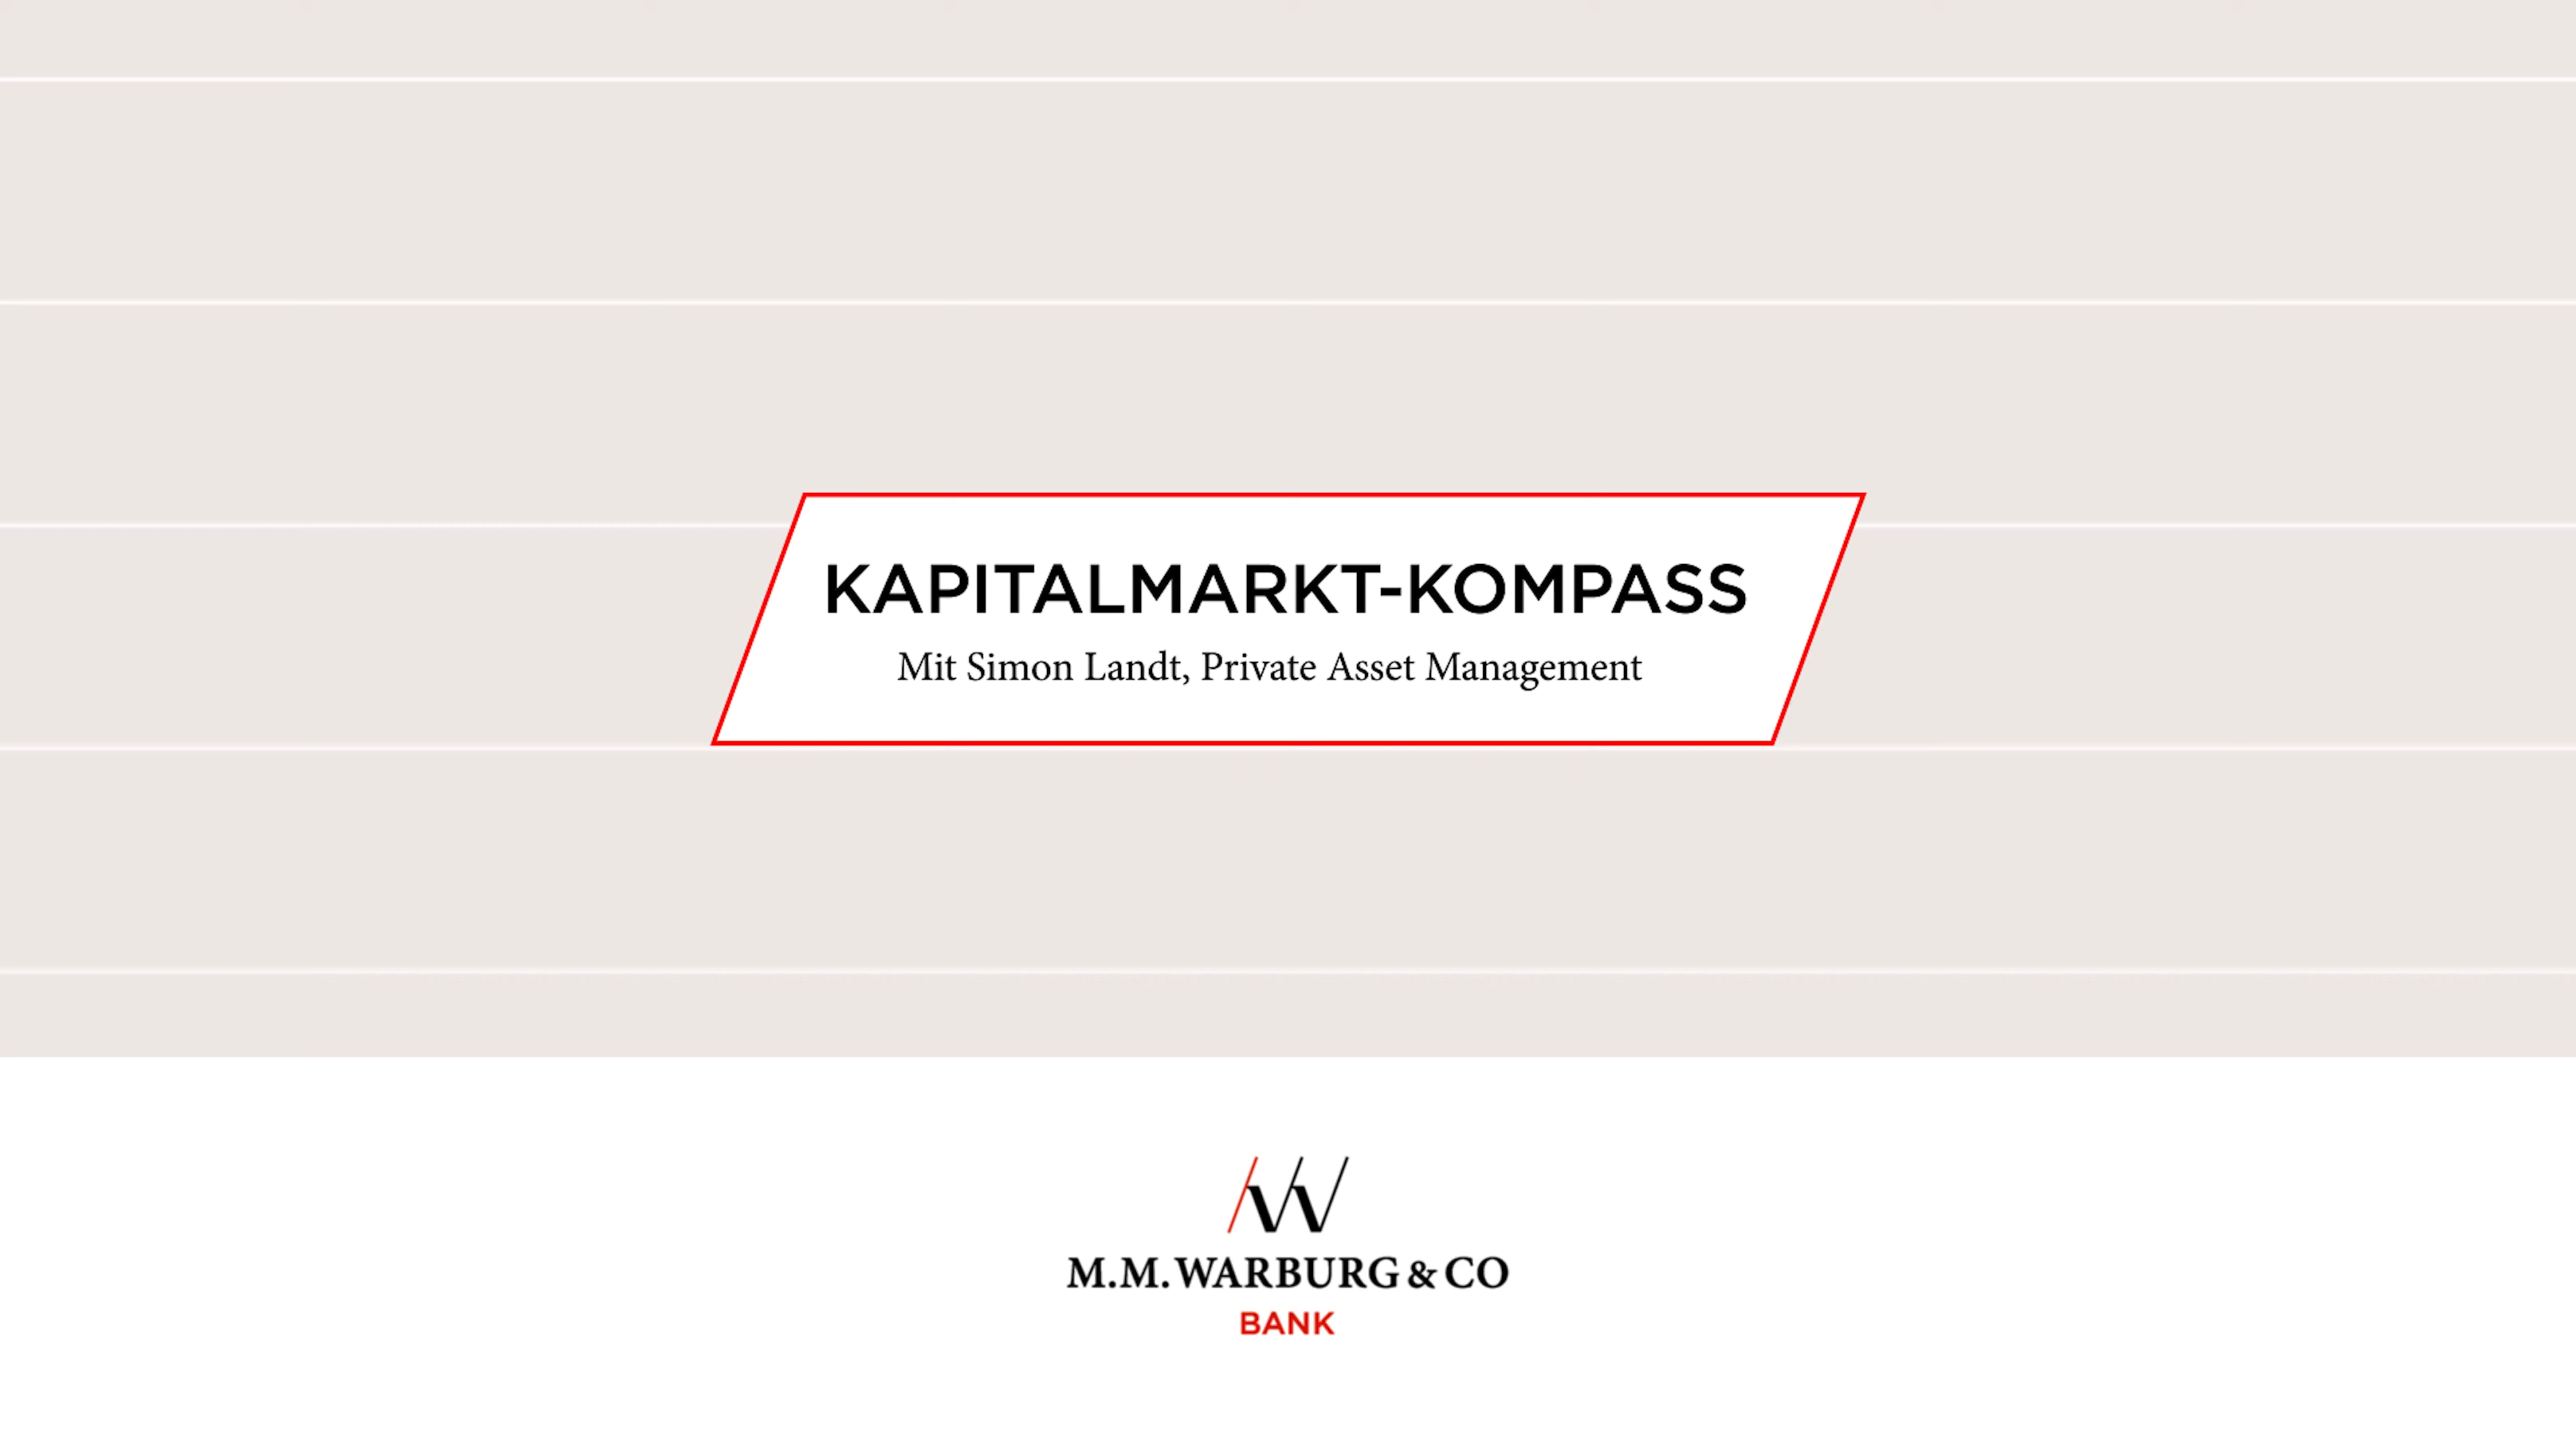 KAPITALMARKT-KOMPASS
Mit Simon Landt, Private Asset Management
M.M.WARBURG & CO
BANK